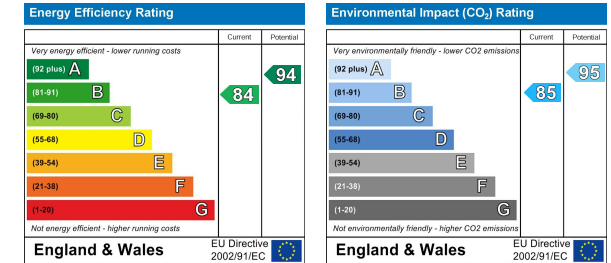 Energy Efficiency Rating
Current Potential
Very energy efficient - lower running costs
(92 plus) A
94
(81-91) B
84
(69-80) C
(55-68) D
(39-54) E
(21-38) F
(1-20) G
Not energy efficient - higher running costs
England & Wales
EU Directive
2002/91/EC
Environmental Impact (CO2) Rating
Current Potential
Very environmentally friendly - lower CO2 emissions
(92 plus) A
95
(81-91) B
85
(69-80) C
(55-68) D
(39-54) E
(21-38) F
(1-20) G
Not environmentally friendly - higher CO2 emissions
England & Wales
EU Directive
2002/91/EC